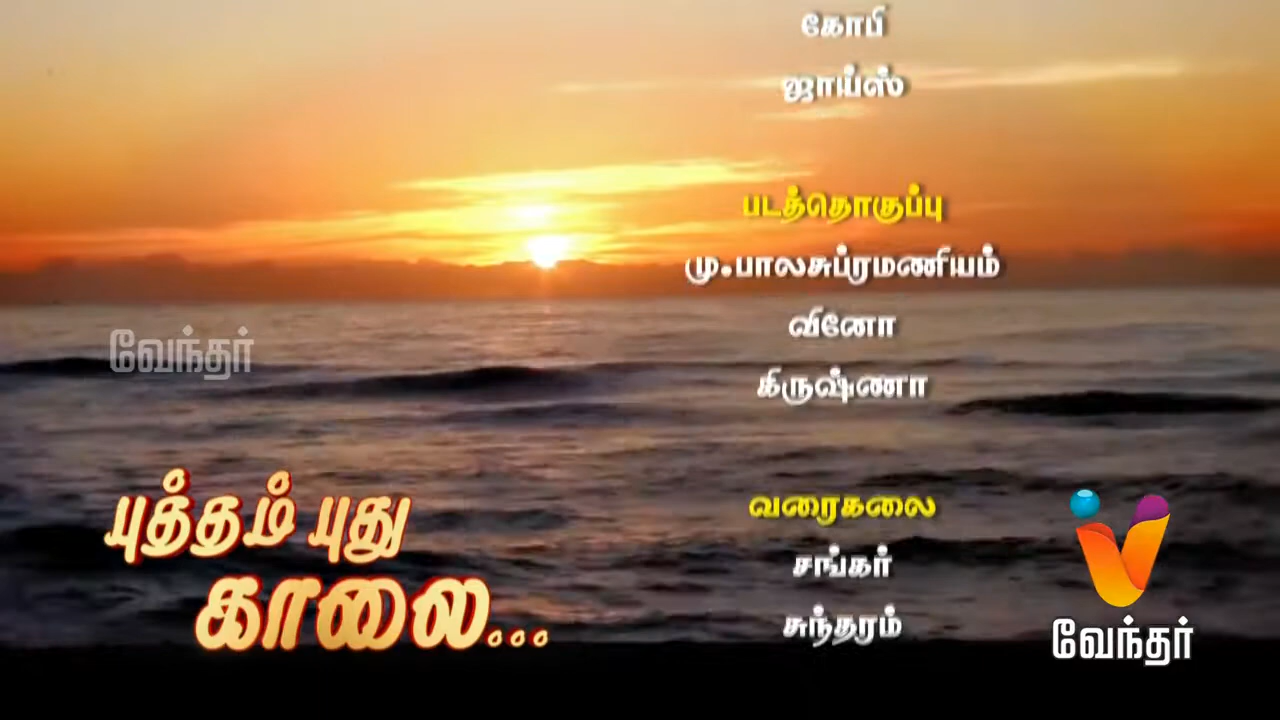 கோபி
ஜாய்ஸ்
படத்தொகுப்பு
மு.பாலசுப்ரமணியம்
வினோ
கிருஷ்ணா
வேந்தர்
வரைகலை
சங்கர்
சுந்தரம்
புத்தம் புது
காலை...
வேந்தர்